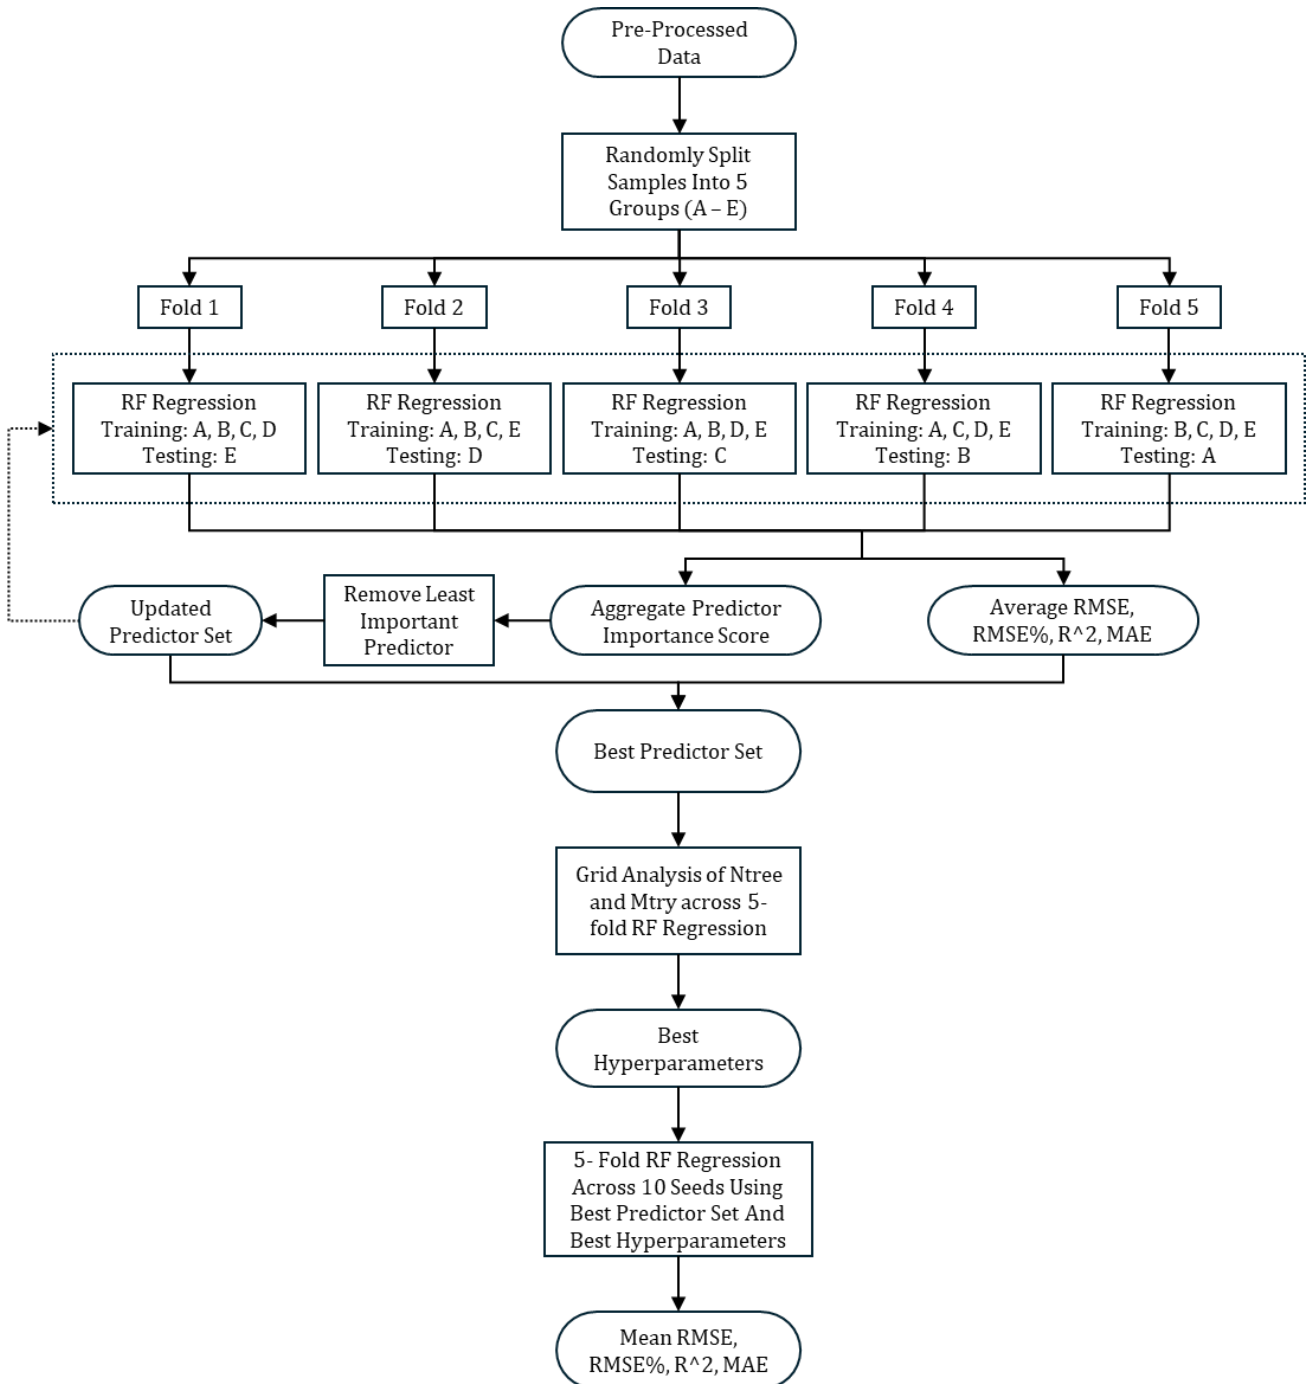 Pre-Processed
Data
Randomly Split
Samples Into 5
Groups (A – E)
Fold 1
Fold 2
Fold 3
Fold 4
Fold 5
RF Regression
Training: A, B, C, D
Testing: E
RF Regression
Training: A, B, C, E
Testing: D
RF Regression
Training: A, B, D, E
Testing: C
RF Regression
Training: A, C, D, E
Testing: B
RF Regression
Training: B, C, D, E
Testing: A
Updated
Predictor Set
Remove Least
Important
Predictor
Aggregate Predictor
Importance Score
Average RMSE,
RMSE%, R^2, MAE
Best Predictor Set
Grid Analysis of Ntree
and Mtry across 5-
fold RF Regression
Best
Hyperparameters
5- Fold RF Regression
Across 10 Seeds Using
Best Predictor Set And
Best Hyperparameters
Mean RMSE,
RMSE%, R^2, MAE